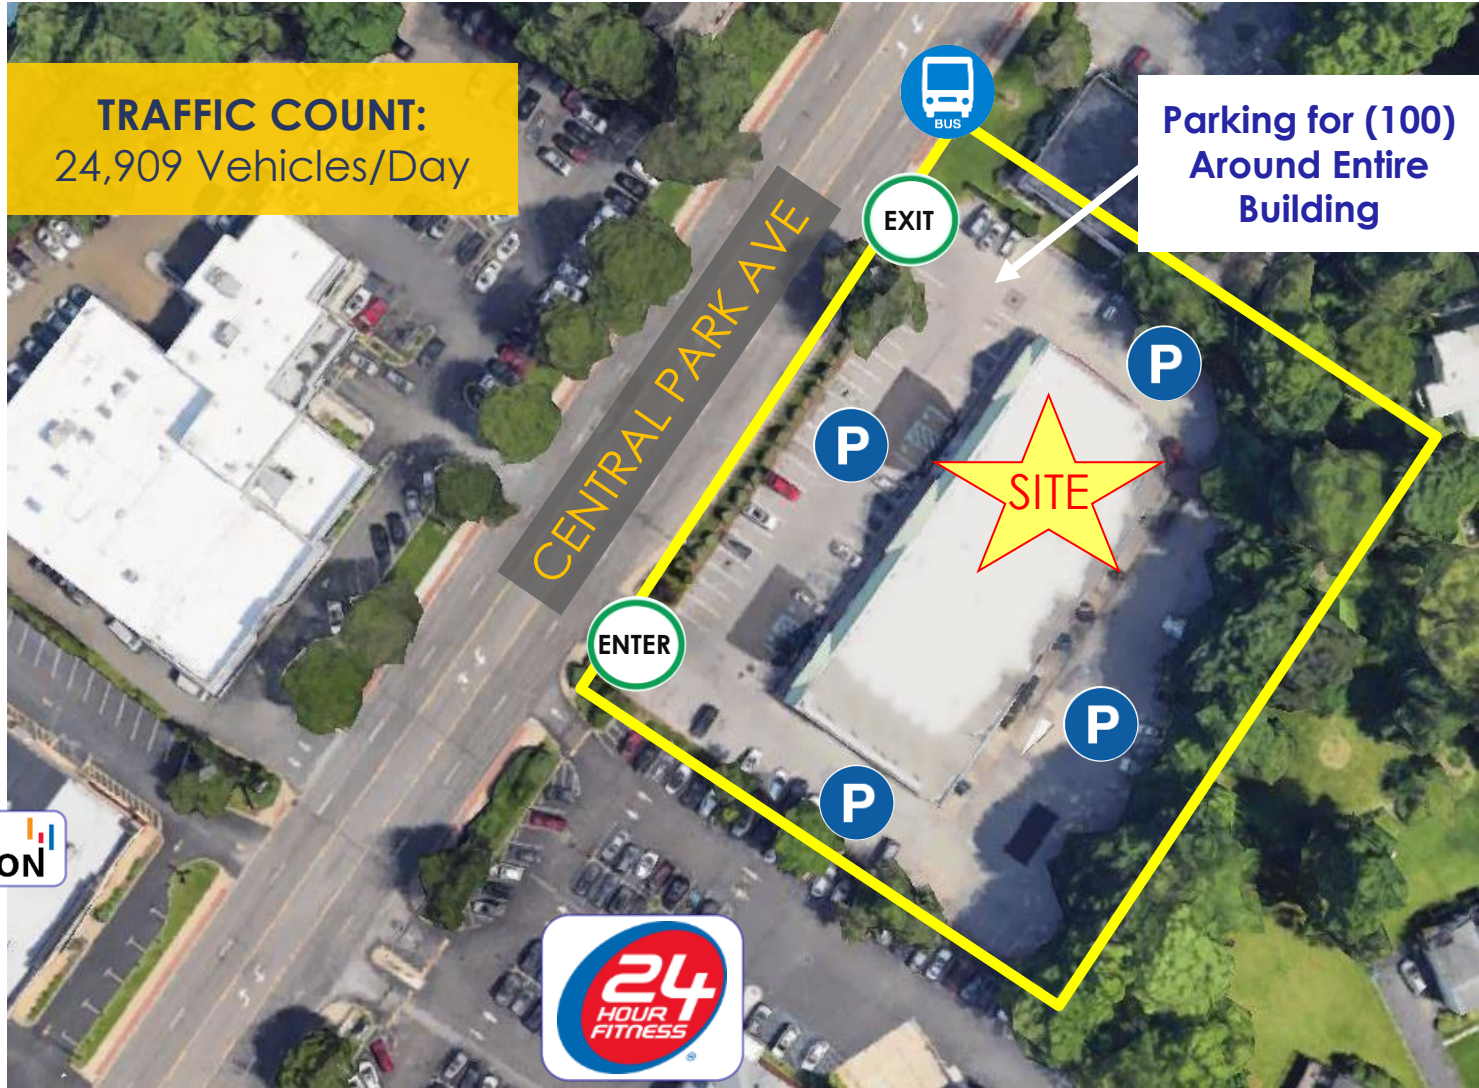 TRAFFIC COUNT:
24,909 Vehicles/Day
BUS
Parking for (100)
Around Entire
Building
EXIT
CENTRAL PARK AVE
P
P
SITE
ENTER
P
P
ON
24
HOUR
FITNESS
®